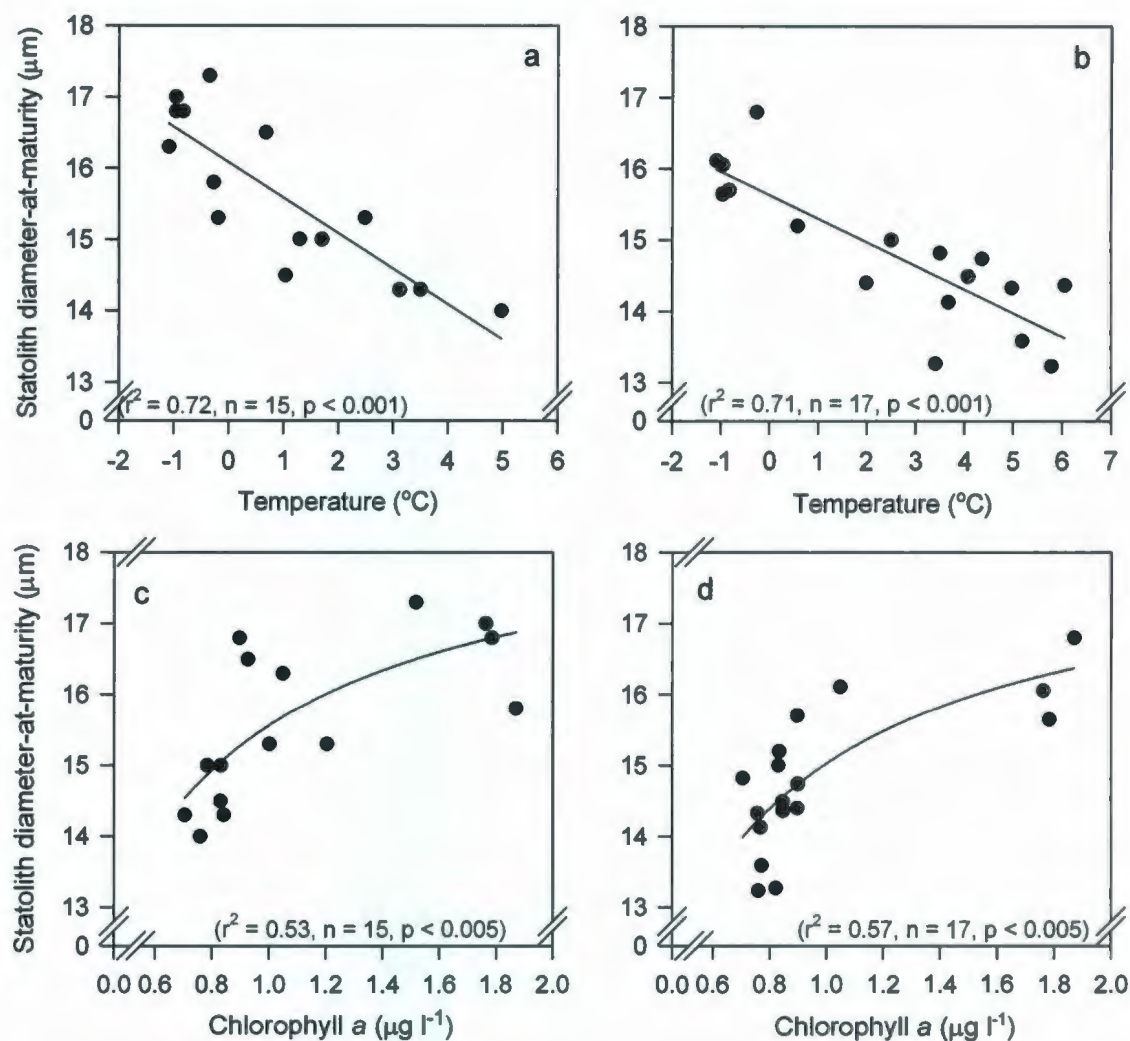 Statolith diameter-at-maturity (μm)
18
17
16
15
14
13
0
a
(r² = 0.72, n = 15, p < 0.001)
-2 -1 0 1 2 3 4 5 6
Temperature (ºC)
18
17
16
15
14
13
0
b
(r² = 0.71, n = 17, p < 0.001)
-2 -1 0 1 2 3 4 5 6 7
Temperature (ºC)
Statolith diameter-at-maturity (μm)
18
17
16
15
14
13
0
c
(r² = 0.53, n = 15, p < 0.005)
0.0 0.6 0.8 1.0 1.2 1.4 1.6 1.8 2.0
Chlorophyll a (μg l⁻¹)
18
17
16
15
14
13
0
d
(r² = 0.57, n = 17, p < 0.005)
0.0 0.6 0.8 1.0 1.2 1.4 1.6 1.8 2.0
Chlorophyll a (μg l⁻¹)